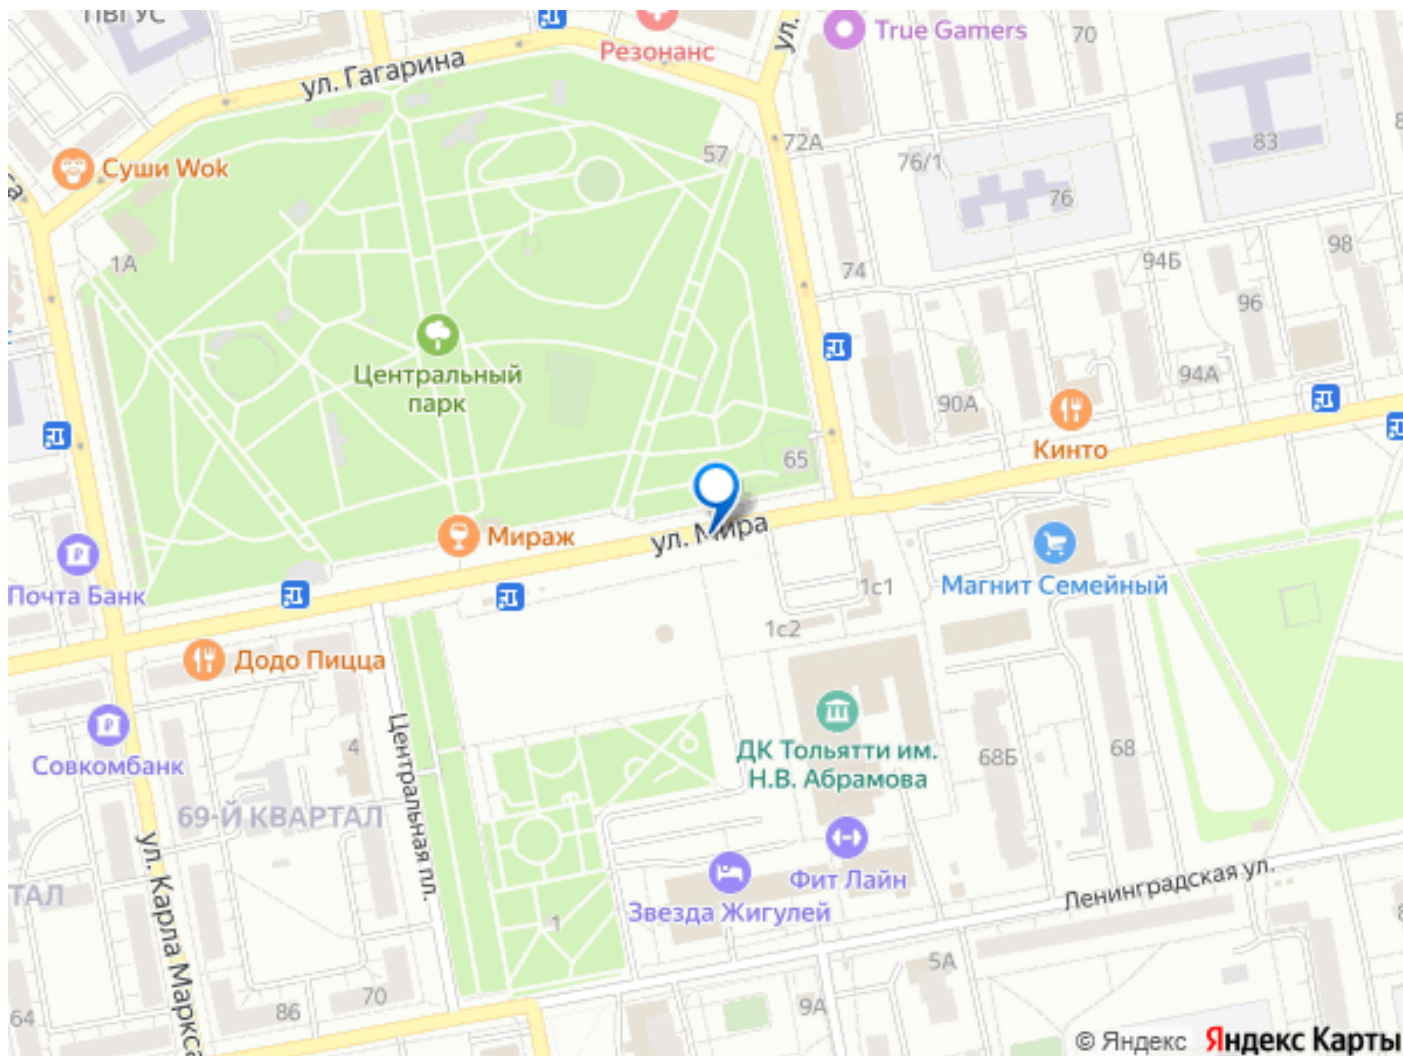 ПВГУС
ул. Гагарина
Резонанс
ул.
True Gamers
70
72А
57
76/1
76
83
Суши Wok
1А
74
94Б
98
96
Центральный
парк
94А
90А
Кинто
65
Мираж
ул. Мира
Почта Банк
1с1
Магнит Семейный
1с2
Додо Пицца
Центральная пл.
4
Совкомбанк
ДК Тольятти им.
Н.В. Абрамова
68Б
68
69-Й КВАРТАЛ
ул. Карла Маркса
ТАЛ
Фит Лайн
Звезда Жигулей
Ленинградская ул.
1
5А
64
86
70
9А
© Яндекс Яндекс Карты